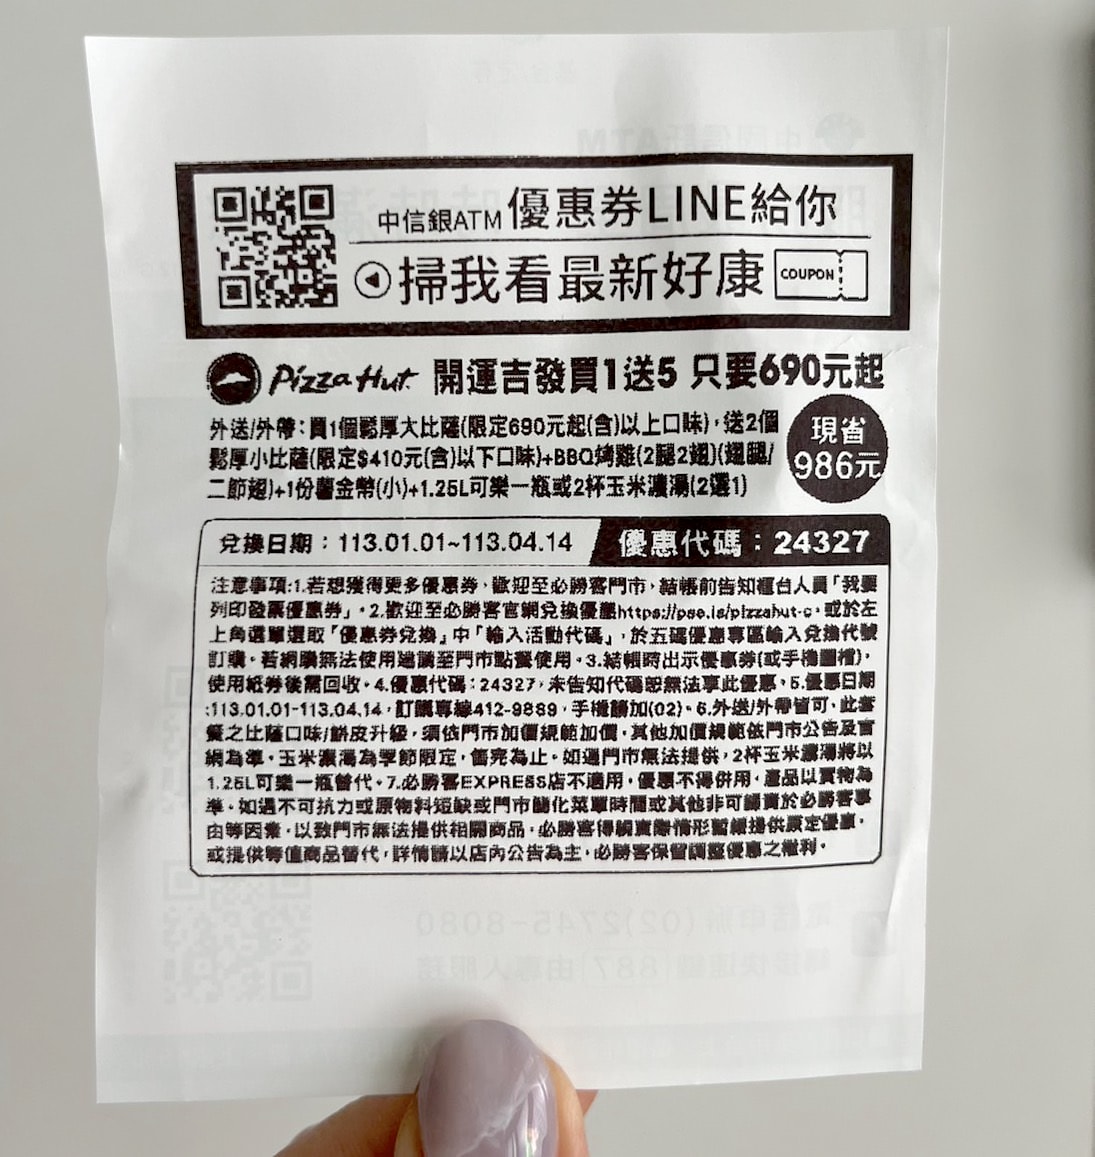 中信銀ATM優惠券LINE給你
掃我看最新好康 COUPON
Pizza Hut 開運吉發買1送5 只要690元起
外送/外帶:買1個鬆厚大比薩(限定690元起(含)以上口味),送2個
鬆厚小比薩(限定$410元(含)以下口味)+BBQ烤雞(2腿2翅)(翅腿/
二節翅)+1份薯金幣(小)+1.25L可樂一瓶或2杯玉米濃湯(2選1)
現省
986元
兌換日期:113.01.01~113.04.14
優惠代碼:24327
注意事項:1.若想獲得更多優惠券,歡迎至必勝客門市,結帳前告知櫃台人員「我要
列印發票優惠券」。2.歡迎至必勝客官網兌換優惠https://pse.is/pizzahut-c,或於左
上角選單選取「優惠券兌換」中「輸入活動代碼」,於五碼優惠專區輸入兌換代號
訂購。若網購無法使用建議至門市點餐使用。3.結帳時出示優惠券(或手機圖檔),
使用紙券後需回收。4.優惠代碼:24327,未告知代碼恕無法享此優惠。5.優惠日期
:113.01.01-113.04.14,訂購專線412-9889,手機請加(02)。6.外送/外帶皆可,此套
餐之比薩口味/餅皮升級,須依門市加價規範加價,其他加價規範依門市公告及官
網為準。玉米濃湯為季節限定,售完為止。如遇門市無法提供,2杯玉米濃湯將以
1.25L可樂一瓶替代。7.必勝客EXPRESS店不適用,優惠不得併用,產品以實物為
準。如遇不可抗力或原物料短缺或門市簡化菜單時間或其他非可歸責於必勝客事
由等因素,以致門市無法提供相關商品,必勝客得視實際情形暫緩提供原定優惠,
或提供等值商品替代,詳情請以店內公告為主,必勝客保留調整優惠之權利。